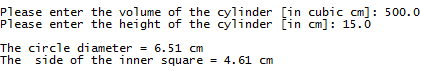 Please enter the volume of the cylinder [in cubic cm]: 500.0
Please enter the height of the cylinder [in cm]: 15.0
The circle diameter = 6.51 cm
The  side of the inner square = 4.61 cm